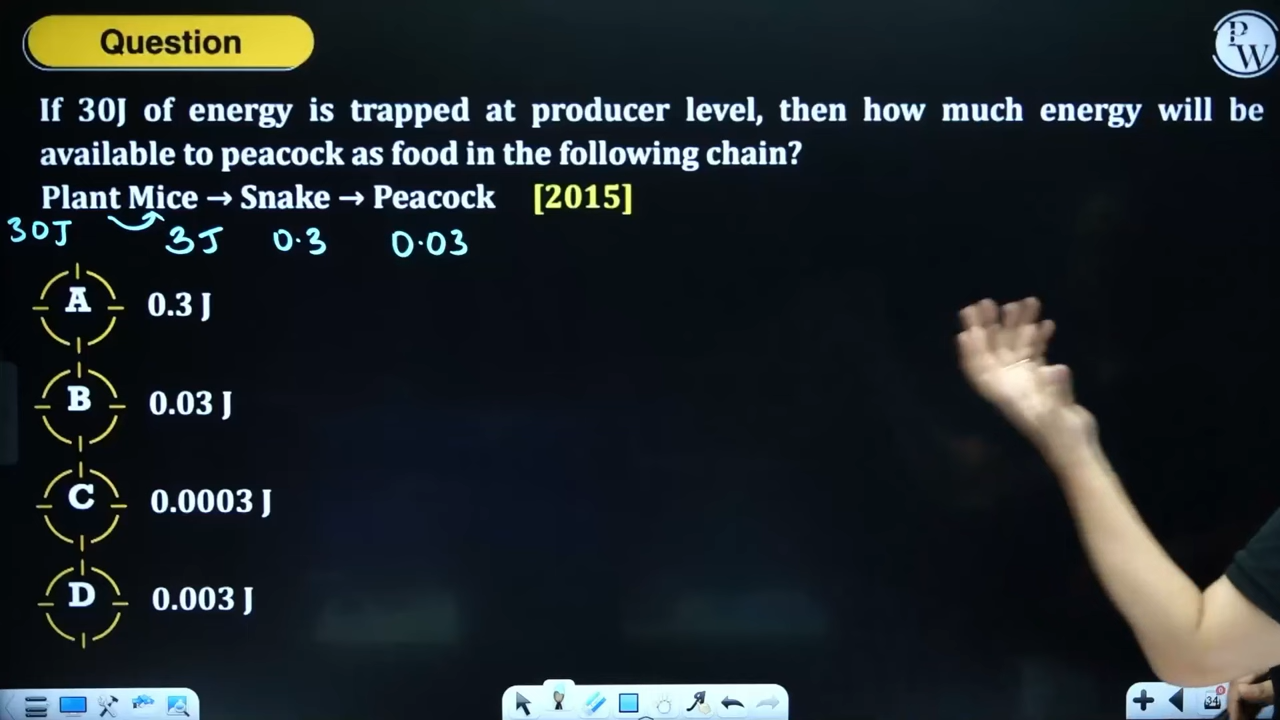 Question
PW
If 30J of energy is trapped at producer level, then how much energy will be
available to peacock as food in the following chain?
Plant Mice → Snake → Peacock [2015]
30J 3J 0.3 0.03
A 0.3 J
B 0.03 J
C 0.0003 J
D 0.003 J
34